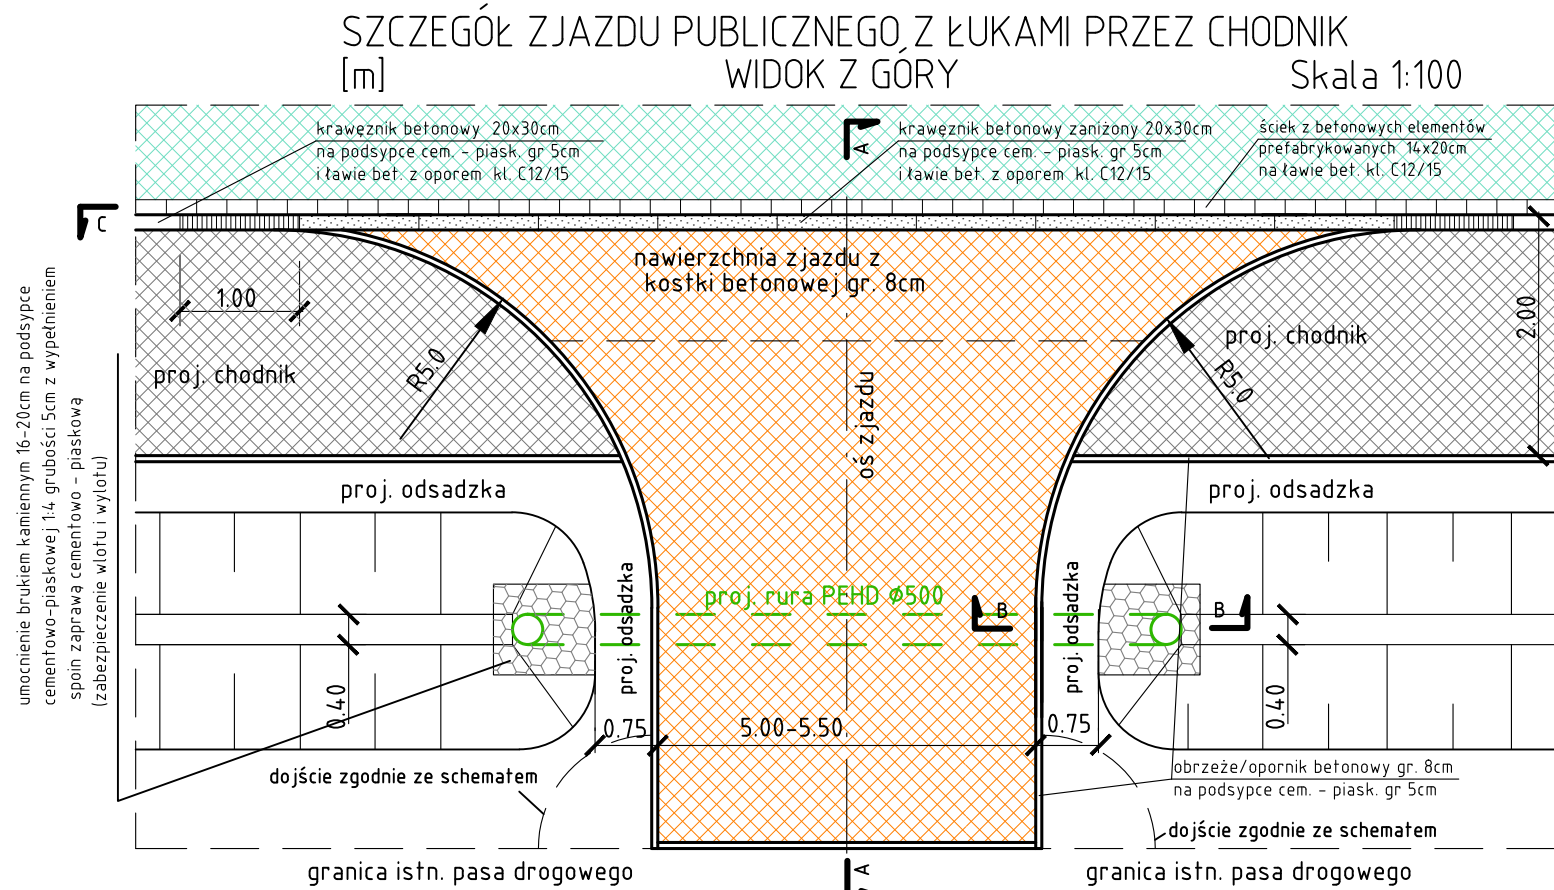 SZCZEGÓŁ ZJAZDU PUBLICZNEGO Z ŁUKAMI PRZEZ CHODNIK
[m]
WIDOK Z GÓRY
Skala 1:100
krawęznik betonowy 20x30cm
na podsypce cem. - piask. gr 5cm
i ławie bet. z oporem kl. C12/15
A
krawęznik betonowy zaniżony 20x30cm
na podsypce cem. - piask. gr 5cm
i ławie bet. z oporem kl. C12/15
ściek z betonowych elementów
prefabrykowanych 14x20cm
na ławie bet. kl. C12/15
C
nawierzchnia zjazdu z
kostki betonowej gr. 8cm
1.00
2.00
proj. chodnik
R5.0
oś zjazdu
R5.0
proj. chodnik
umocnienie brukiem kamiennym 16-20cm na podsypce
cementowo-piaskowej 1:4 grubości 5cm z wypełnieniem
spoin zaprawą cementowo - piaskową
(zabezpieczenie wlotu i wylotu)
proj. odsadzka
proj. odsadzka
proj. odsadzka
proj. rura PEHD Ø500
B
proj. odsadzka
B
0.40
0.40
0.75
5.00-5.50
0.75
dojście zgodnie ze schematem
obrzeże/opornik betonowy gr. 8cm
na podsypce cem. - piask. gr 5cm
dojście zgodnie ze schematem
granica istn. pasa drogowego
A
granica istn. pasa drogowego